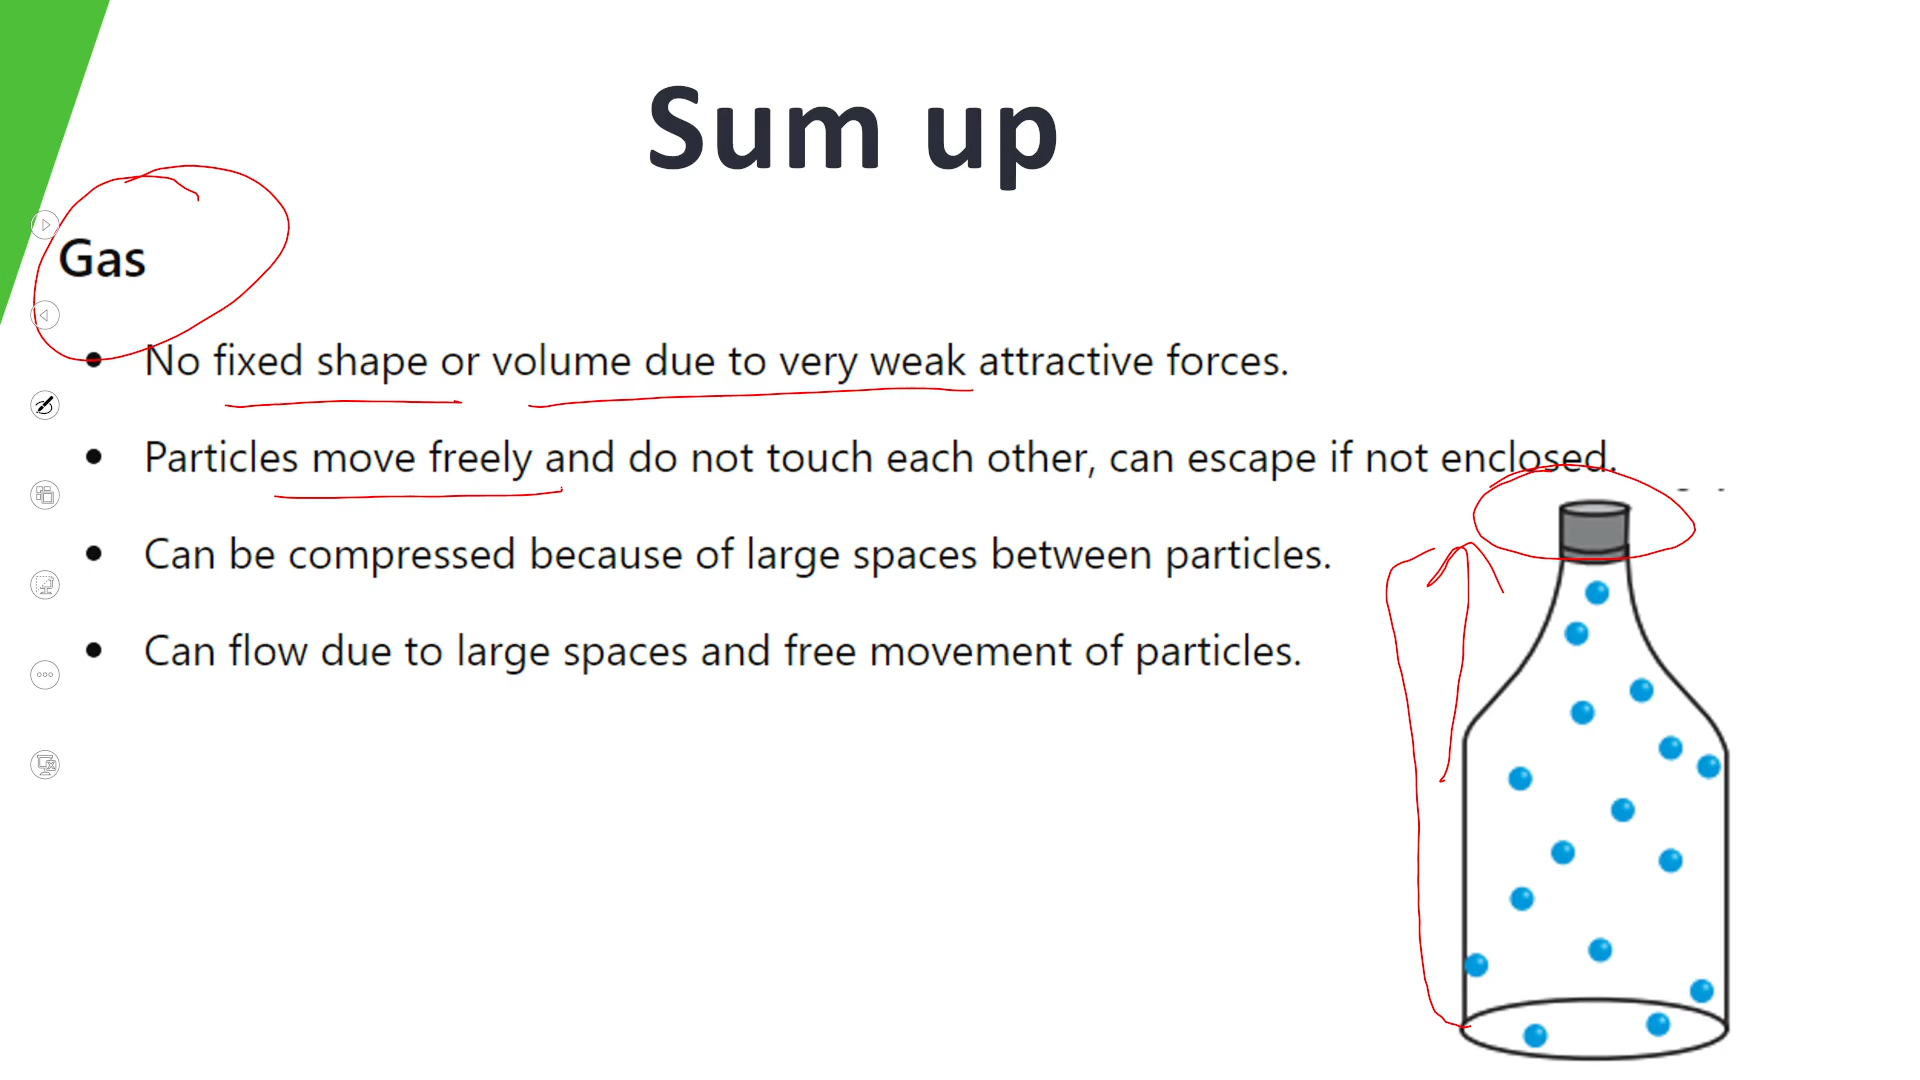 Sum up
Gas
• No fixed shape or volume due to very weak attractive forces.
• Particles move freely and do not touch each other, can escape if not enclosed.
• Can be compressed because of large spaces between particles.
• Can flow due to large spaces and free movement of particles.